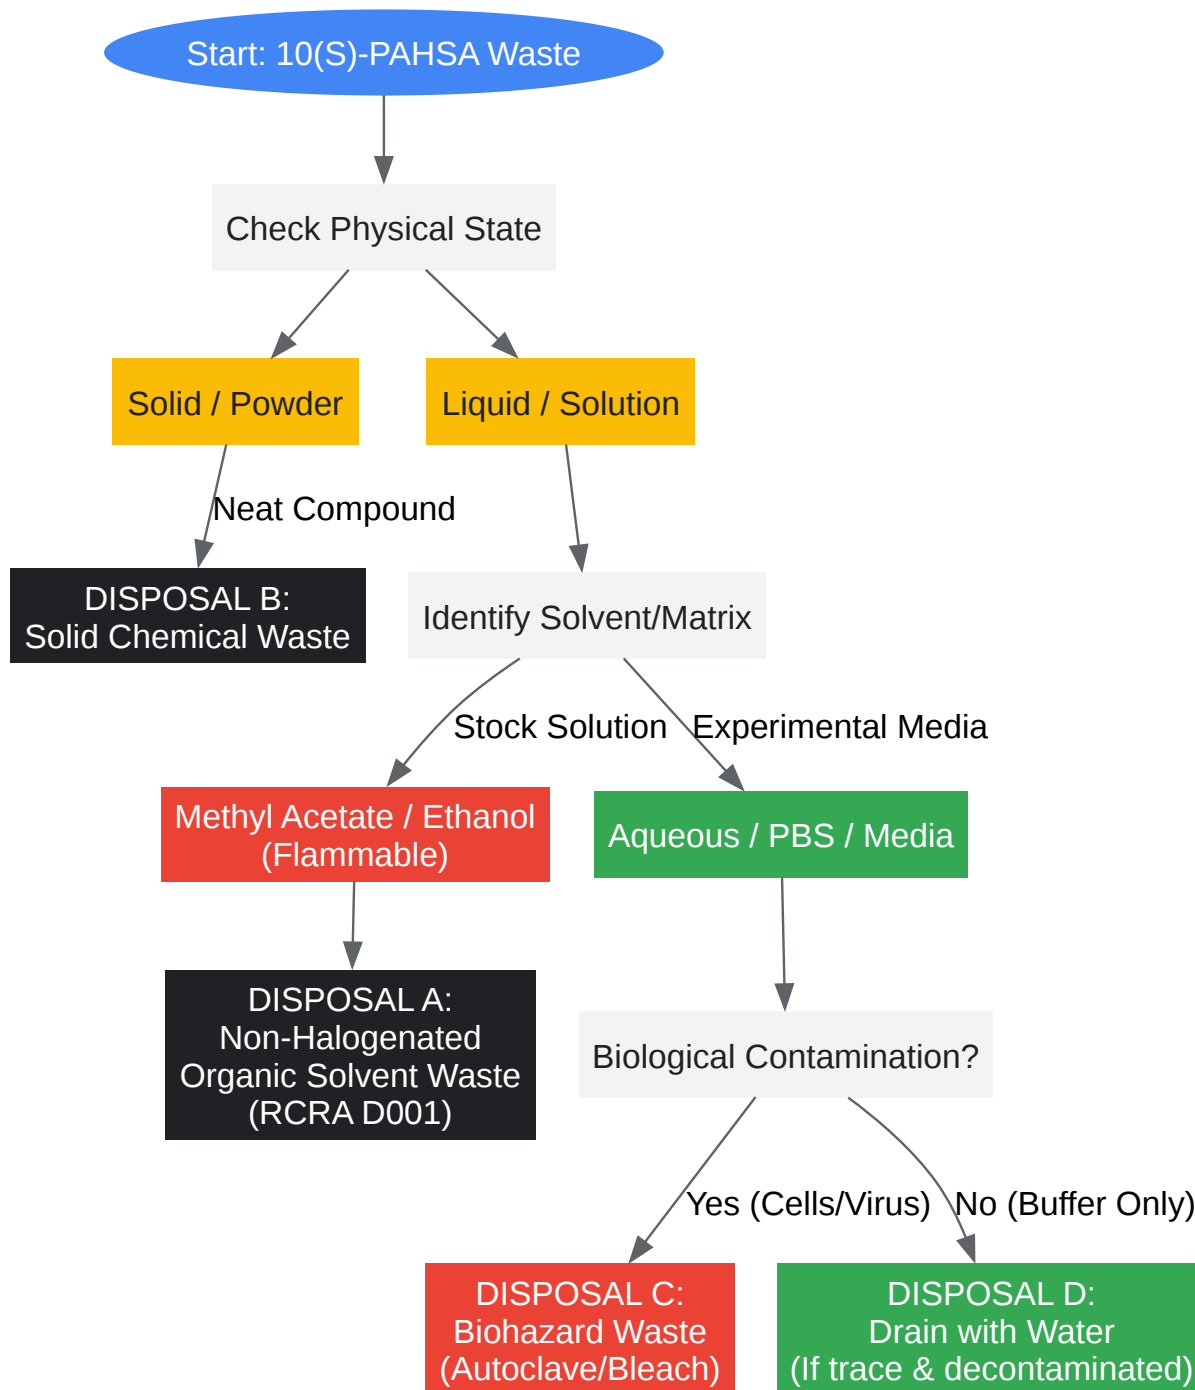 Start: 10(S)-PAHSA Waste
Check Physical State
Solid / Powder
Liquid / Solution
Neat Compound
DISPOSAL B:
Solid Chemical Waste
Identify Solvent/Matrix
Stock Solution
Experimental Media
Methyl Acetate / Ethanol
(Flammable)
Aqueous / PBS / Media
DISPOSAL A:
Non-Halogenated
Organic Solvent Waste
(RCRA D001)
Biological Contamination?
Yes (Cells/Virus)
No (Buffer Only)
DISPOSAL C:
Biohazard Waste
(Autoclave/Bleach)
DISPOSAL D:
Drain with Water
(If trace & decontaminated)